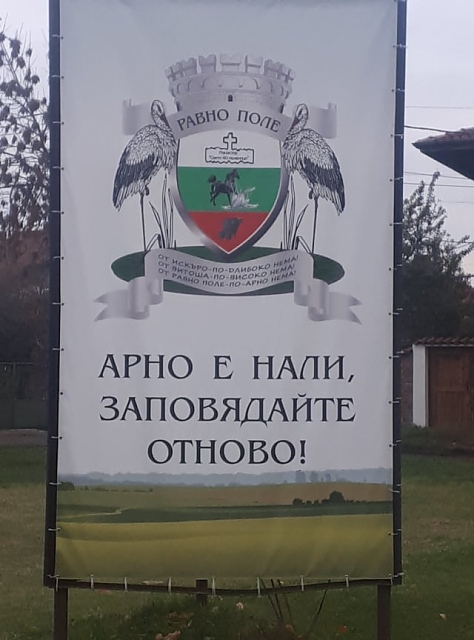 РАВНО ПОЛЕ
ОТ ИСКЪРО-ПО-ДЛИБОКО НЕМА!
ОТ ВИТОША-ПО-ВИСОКО НЕМА!
ОТ РАВНО ПОЛЕ-ПО-АРНО НЕМА!
АРНО Е НАЛИ,
ЗАПОВЯДАЙТЕ
ОТНОВО!